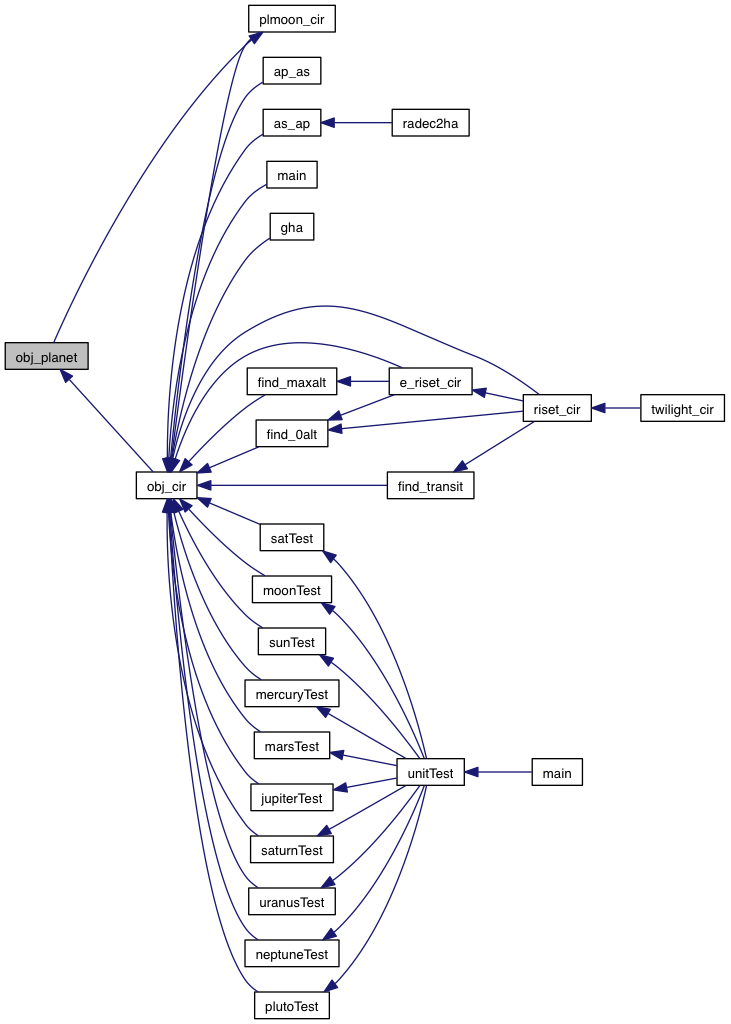 plmoon_cir
ap_as
as_ap
radec2ha
main
gha
obj_planet
find_maxalt
e_riset_cir
riset_cir
twilight_cir
find_0alt
obj_cir
find_transit
satTest
moonTest
sunTest
mercuryTest
marsTest
unitTest
main
jupiterTest
saturnTest
uranusTest
neptuneTest
plutoTest